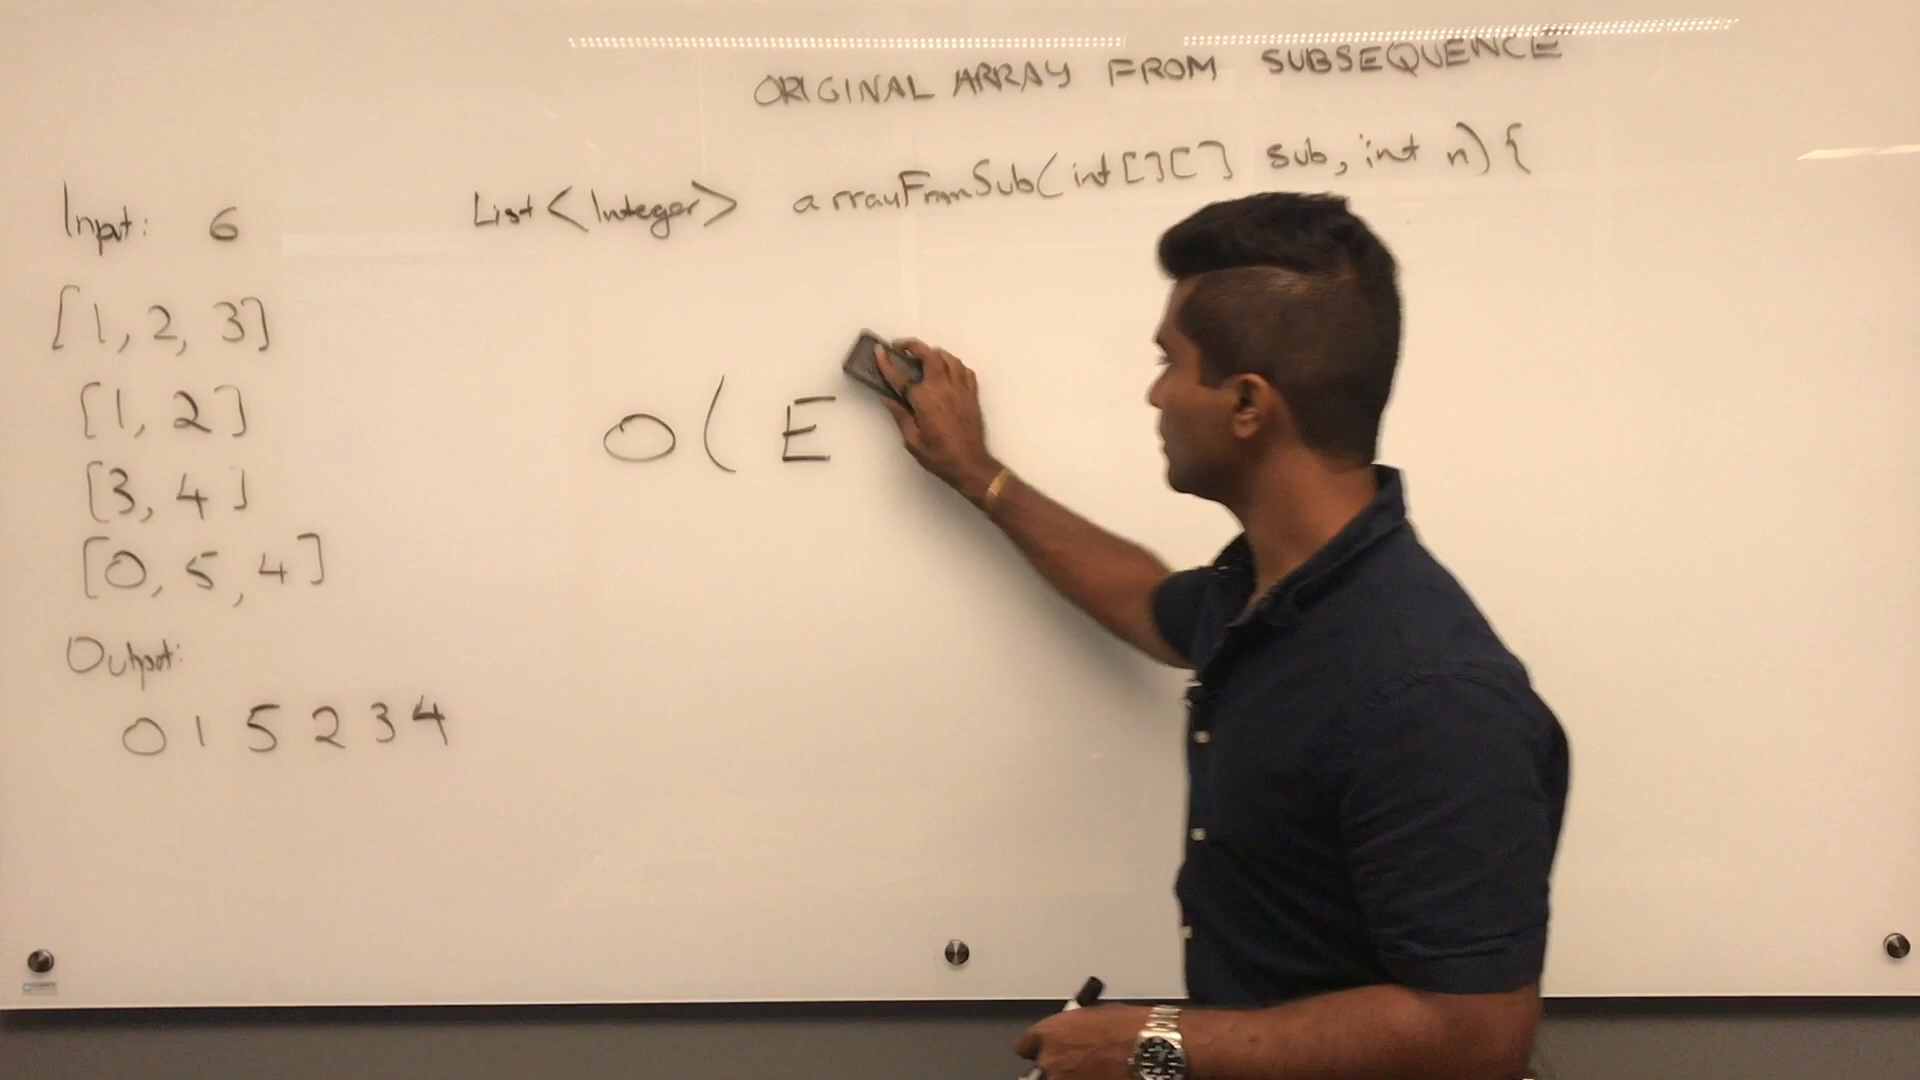 ORIGINAL ARRAY FROM SUBSEQUENCE
List<Integer> arrayFromSub(int[][] sub, int n) {
Input: 6
[1, 2, 3]
[1, 2]
[3, 4]
[0, 5, 4]
Output:
0 1 5 2 3 4
O( E